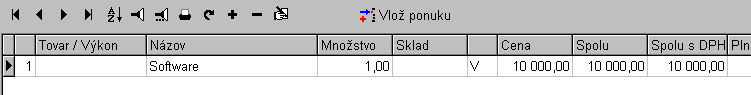 Vlož ponuku
Tovar / Výkon Názov Množstvo Sklad Cena Spolu Spolu s DPH Pln
1 Software 1,00 V 10 000,00 10 000,00 10 000,00